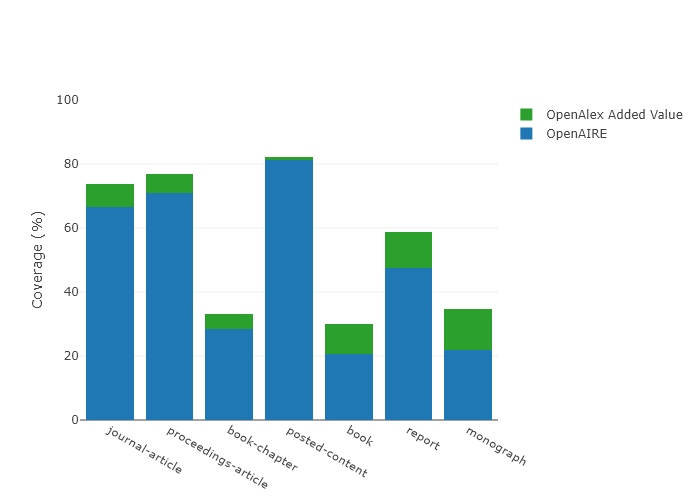 100
80
60
40
20
0
Coverage (%)
journal-article
proceedings-article
book-chapter
posted-content
book
report
monograph
OpenAlex Added Value
OpenAIRE